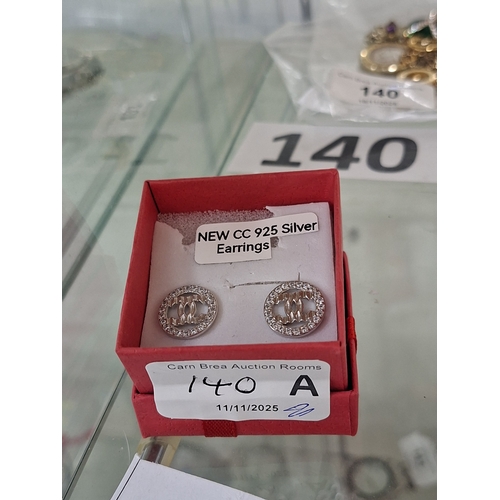 140
140
NEW CC 925 Silver
Earrings
Carn Brea Auction Rooms
140 A
11/11/2025